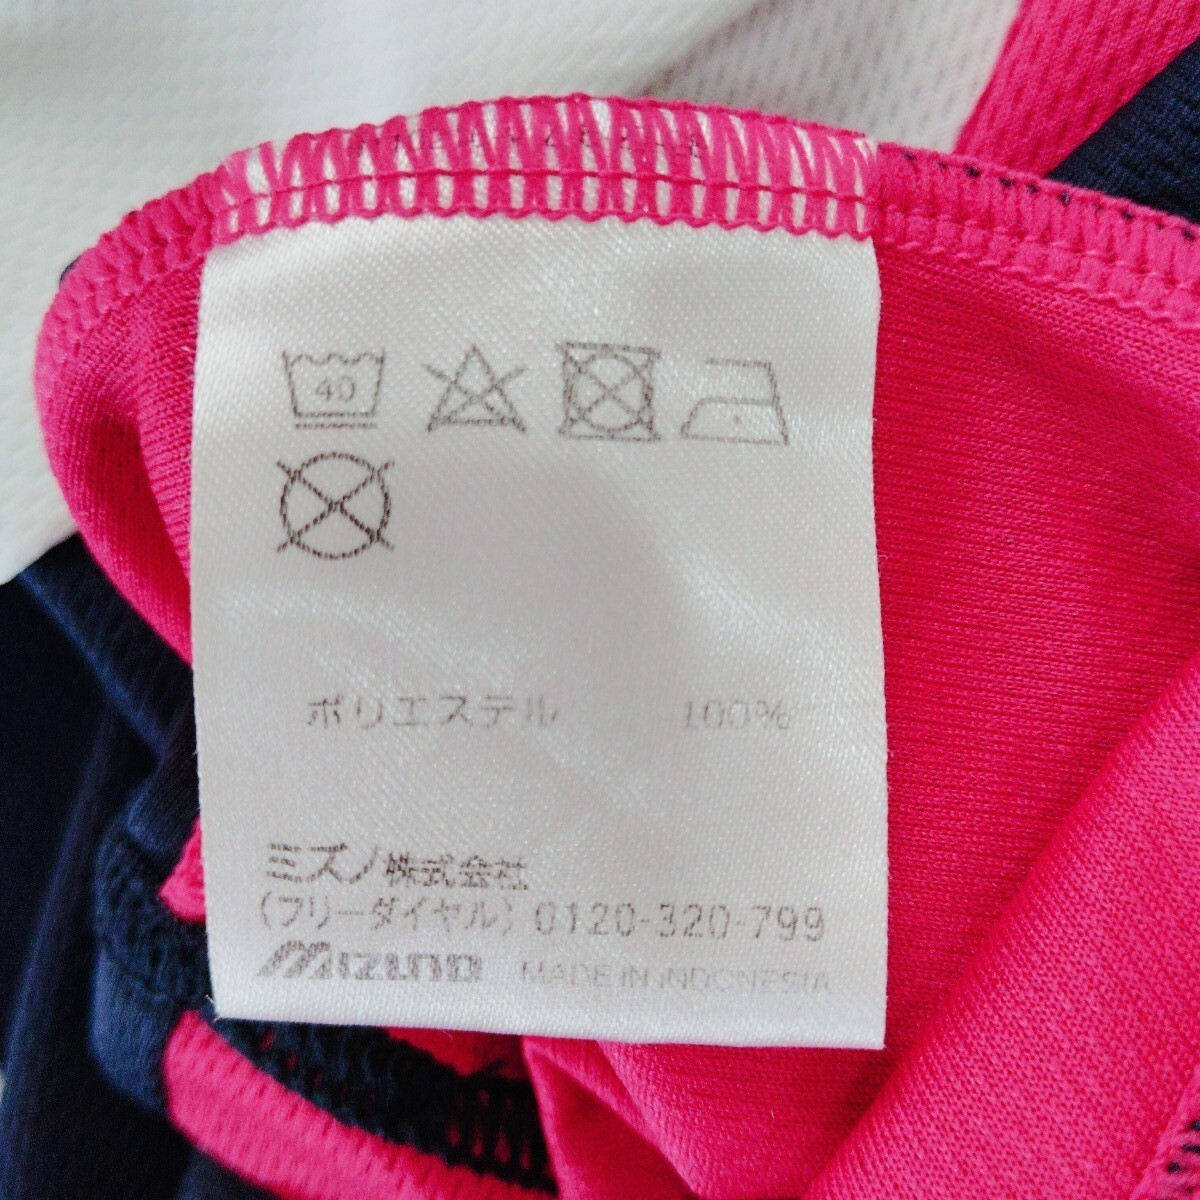 40
ポリエステル 100%
ミズノ株式会社
(フリーダイヤル) 0120-320-799
MIZUNO MADE IN INDONESIA